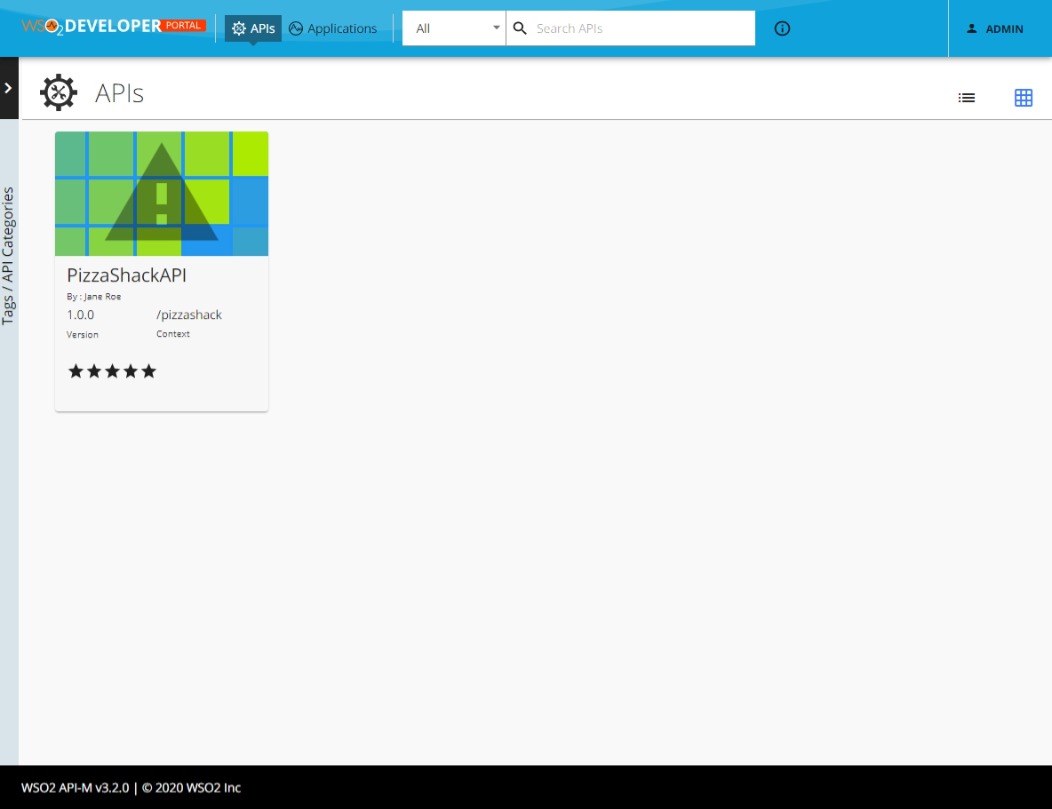 WSO2 DEVELOPER PORTAL
APIs
Applications
All
Search APIs
ADMIN
APIs
Tags / API Categories
PizzaShackAPI
By : Jane Roe
1.0.0 /pizzashack
Version Context
WSO2 API-M v3.2.0 | © 2020 WSO2 Inc